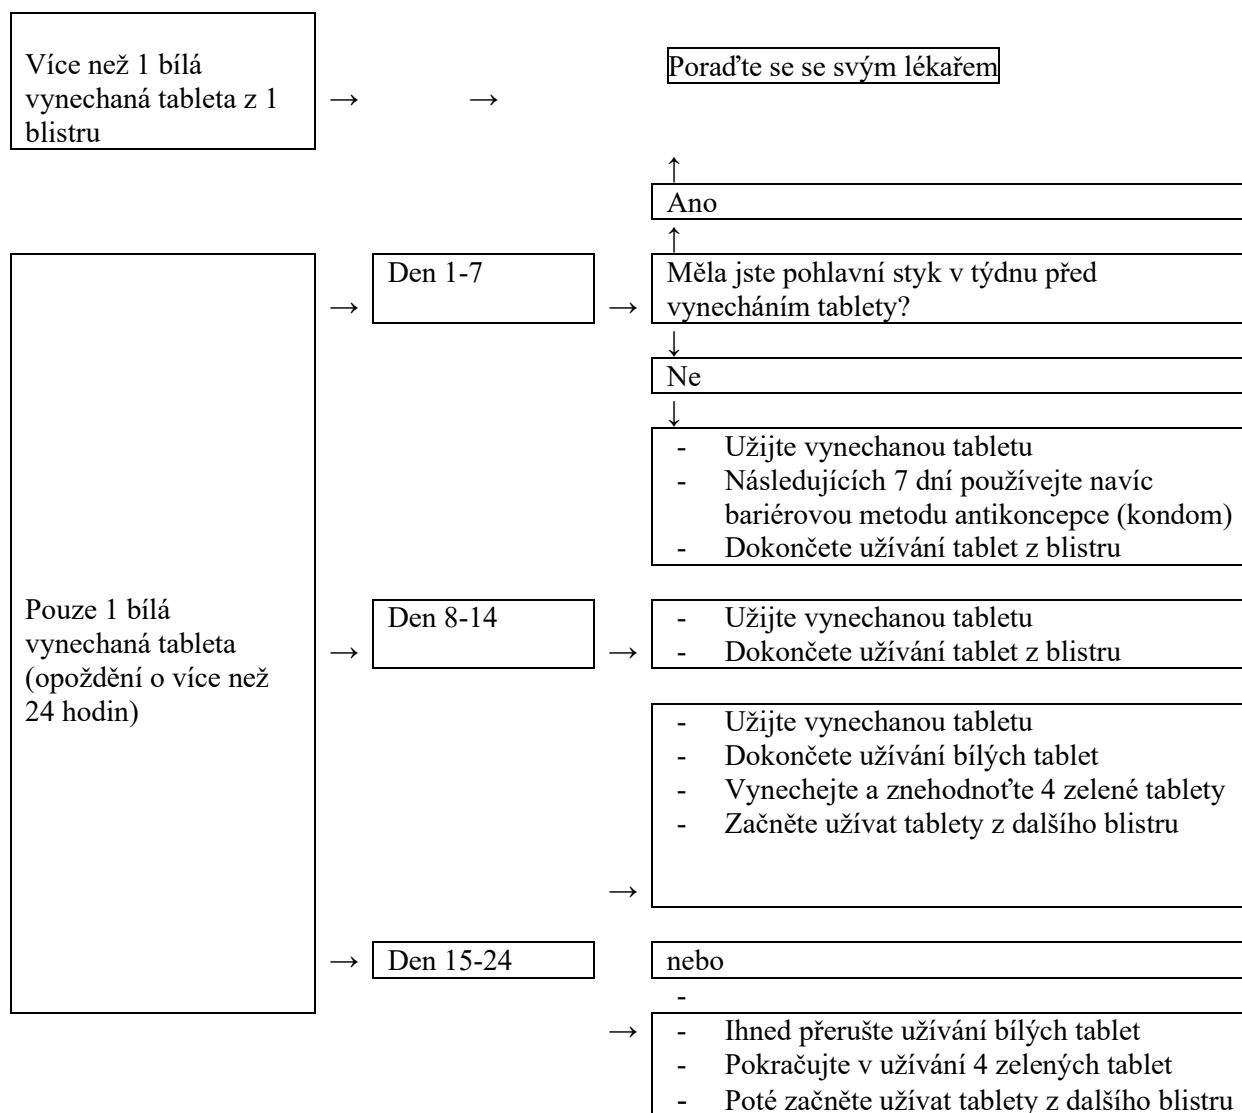 Více než 1 bílá
vynechaná tableta z 1
blistru
→
→
Poraďte se se svým lékařem
↑
Ano
↑
Den 1-7
Měla jste pohlavní styk v týdnu před
→
→
vynecháním tablety?
↓
Ne
↓
- Užijte vynechanou tabletu
- Následujících 7 dní používejte navíc
bariérovou metodu antikoncepce (kondom)
- Dokončete užívání tablet z blistru
Pouze 1 bílá
vynechaná tableta
(opoždění o více než
24 hodin)
→
Den 8-14
→
- Užijte vynechanou tabletu
- Dokončete užívání tablet z blistru
- Užijte vynechanou tabletu
- Dokončete užívání bílých tablet
- Vynechejte a znehodnoťte 4 zelené tablety
- Začněte užívat tablety z dalšího blistru
→
→
Den 15-24
nebo
-
→
- Ihned přerušte užívání bílých tablet
- Pokračujte v užívání 4 zelených tablet
- Poté začněte užívat tablety z dalšího blistru